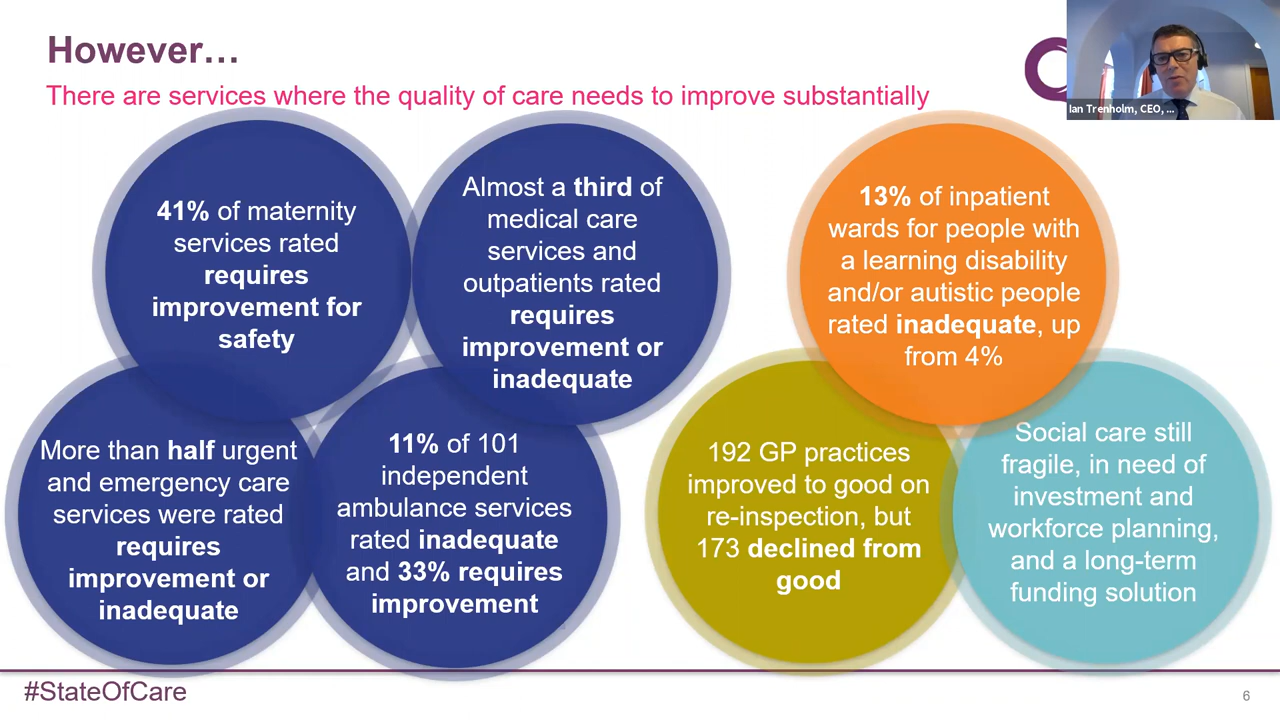 However…
There are services where the quality of care needs to improve substantially
Ian Trenholm, CEO, ...
41% of maternity
services rated
requires
improvement for
safety
Almost a third of
medical care
services and
outpatients rated
requires
improvement or
inadequate
13% of inpatient
wards for people with
a learning disability
and/or autistic people
rated inadequate, up
from 4%
More than half urgent
and emergency care
services were rated
requires
improvement or
inadequate
11% of 101
independent
ambulance services
rated inadequate
and 33% requires
improvement
192 GP practices
improved to good on
re-inspection, but
173 declined from
good
Social care still
fragile, in need of
investment and
workforce planning,
and a long-term
funding solution
#StateOfCare
6